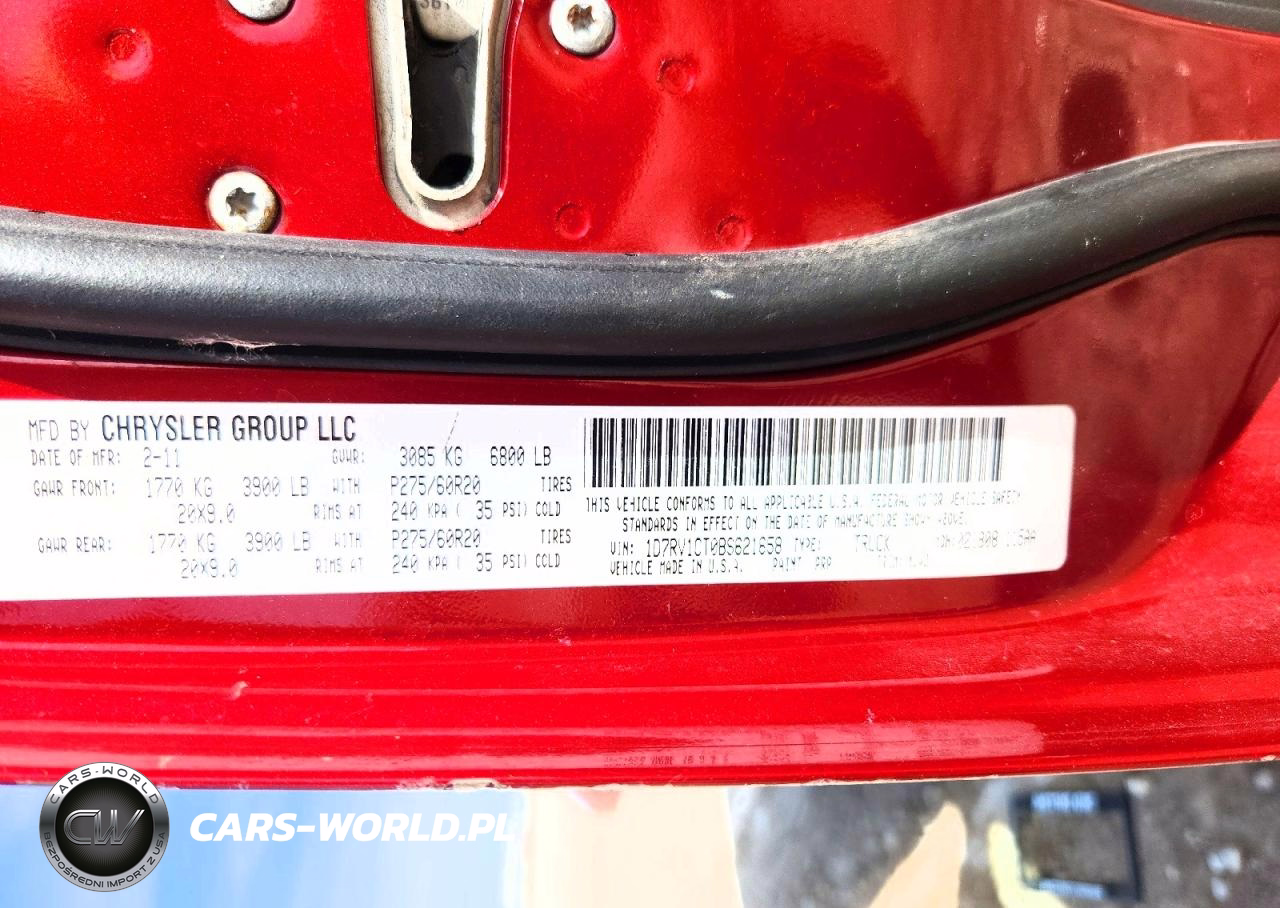 MFD BY CHRYSLER GROUP LLC
DATE OF MFR: 2-11 GVWR: 3085 KG 6800 LB
GAWR FRONT: 1770 KG 3900 LB WITH P275/60R20 TIRES
20X9.0 RIMS AT 240 KPA ( 35 PSI) COLD
GAWR REAR: 1770 KG 3900 LB WITH P275/60R20 TIRES
20X9.0 RIMS AT 240 KPA ( 35 PSI) COLD
THIS VEHICLE CONFORMS TO ALL APPLICABLE U.S.A. FEDERAL MOTOR VEHICLE SAFETY
STANDARDS IN EFFECT ON THE DATE OF MANUFACTURE SHOWN ABOVE.
VIN: 1D7RV1CT0BS621658 TYPE: TRUCK
VEHICLE MADE IN U.S.A. PAINT: PRP
CARS-WORLD
CW
BEZPOŚREDNI IMPORT Z USA
CARS-WORLD.PL